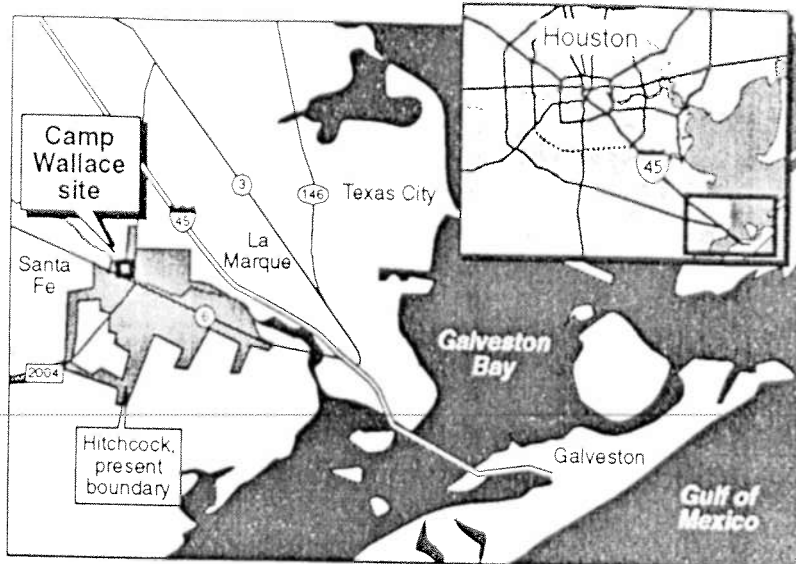 Houston
45
Camp
Wallace
site
3
146
Texas City
45
La
Marque
Santa
Fe
6
2004
Galveston
Bay
Hitchcock,
present
boundary
Galveston
Gulf of
Mexico